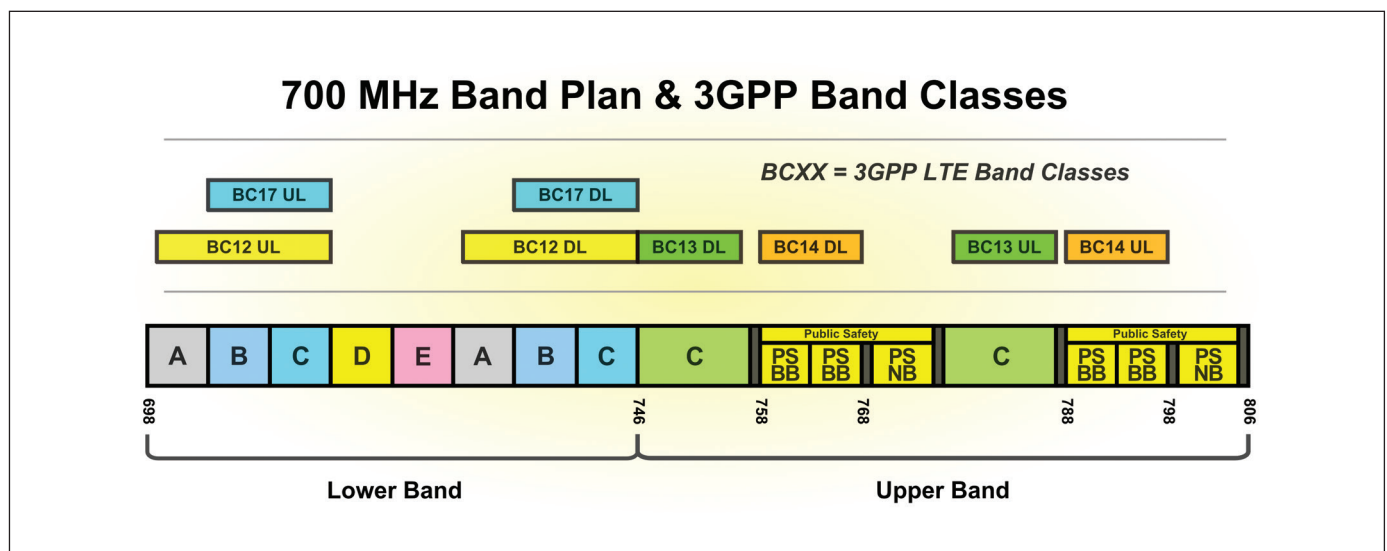 700 MHz Band Plan & 3GPP Band Classes
BCXX = 3GPP LTE Band Classes
BC17 UL BC17 DL
BC12 UL BC12 DL BC13 DL BC14 DL BC13 UL BC14 UL
Public Safety Public Safety
A B C D E A B C C PS BB PS BB PS NB C PS BB PS BB PS NB
698 746 758 768 788 798 806
Lower Band Upper Band